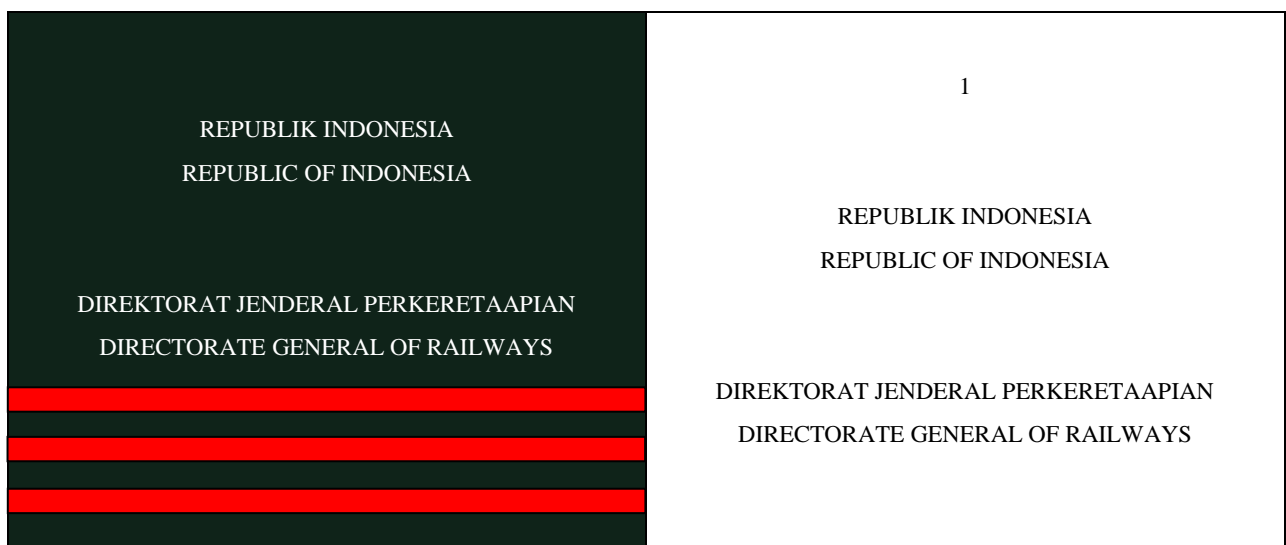 REPUBLIK INDONESIA
REPUBLIC OF INDONESIA
DIREKTORAT JENDERAL PERKERETAAPIAN
DIRECTORATE GENERAL OF RAILWAYS
1
REPUBLIK INDONESIA
REPUBLIC OF INDONESIA
DIREKTORAT JENDERAL PERKERETAAPIAN
DIRECTORATE GENERAL OF RAILWAYS